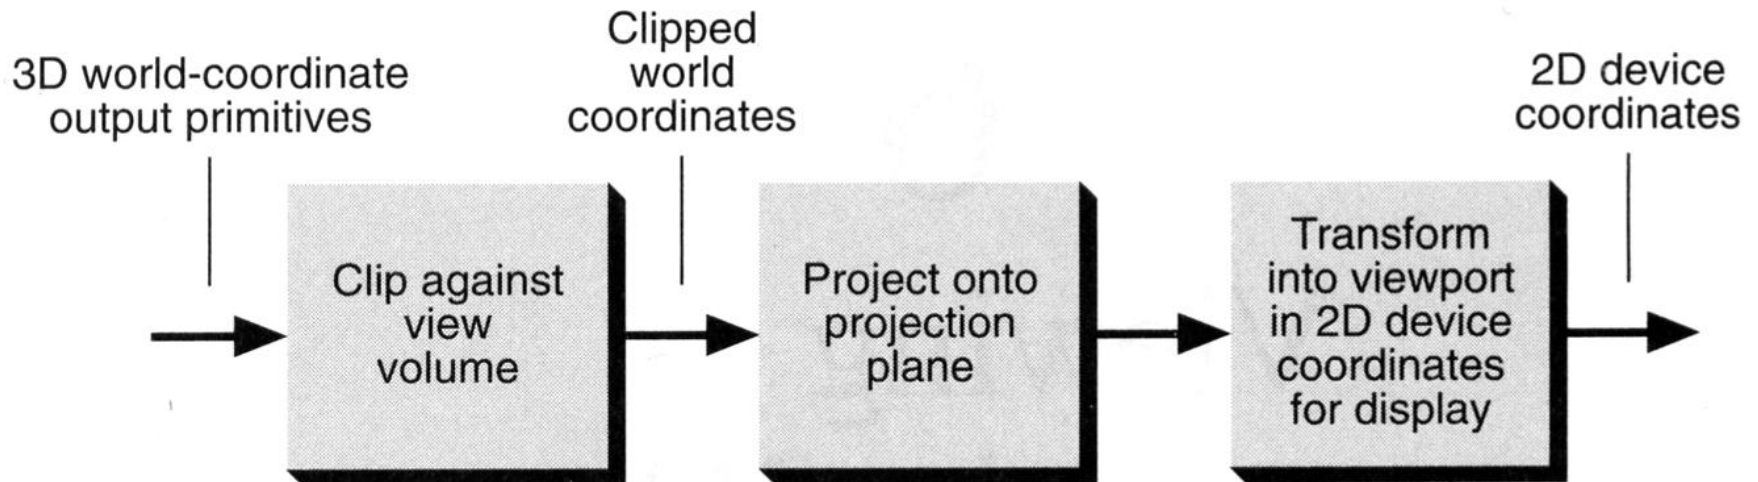 3D world-coordinate
output primitives
Clipped
world
coordinates
2D device
coordinates
Clip against
view
volume
Project onto
projection
plane
Transform
into viewport
in 2D device
coordinates
for display